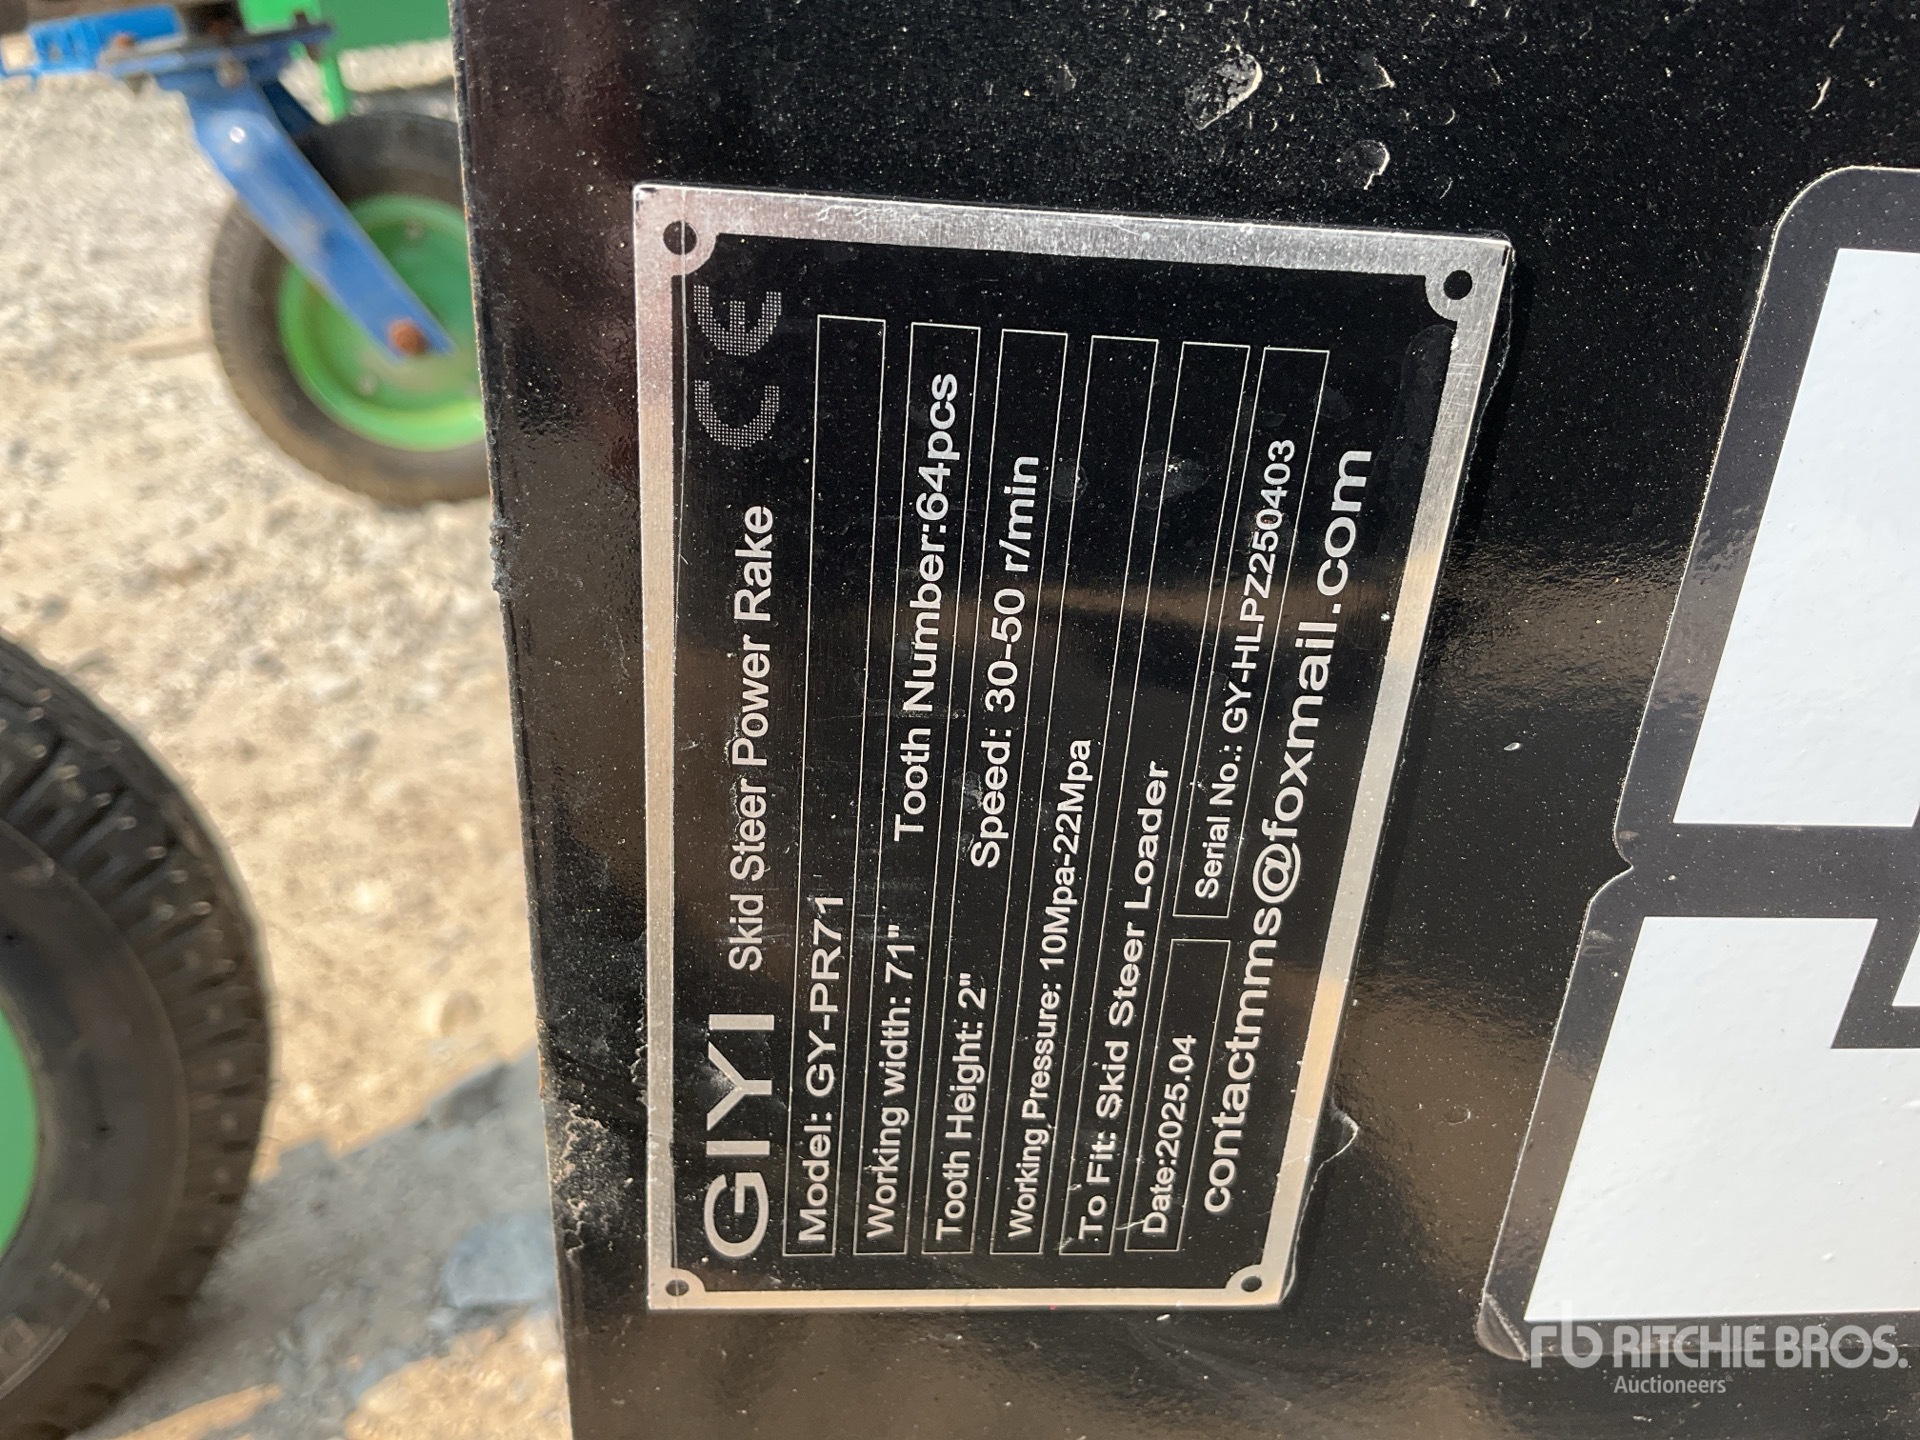 GIYI Skid Steer Power Rake CE
Model: GY-PR71
Working width: 71" Tooth Number:64pcs
Tooth Height: 2" Speed: 30-50 r/min
Working Pressure: 10Mpa-22Mpa
To Fit: Skid Steer Loader
Date:2025.04 Serial No.: GY-HLPZ250403
contactmms@foxmail.com
rb RITCHIE BROS.
Auctioneers